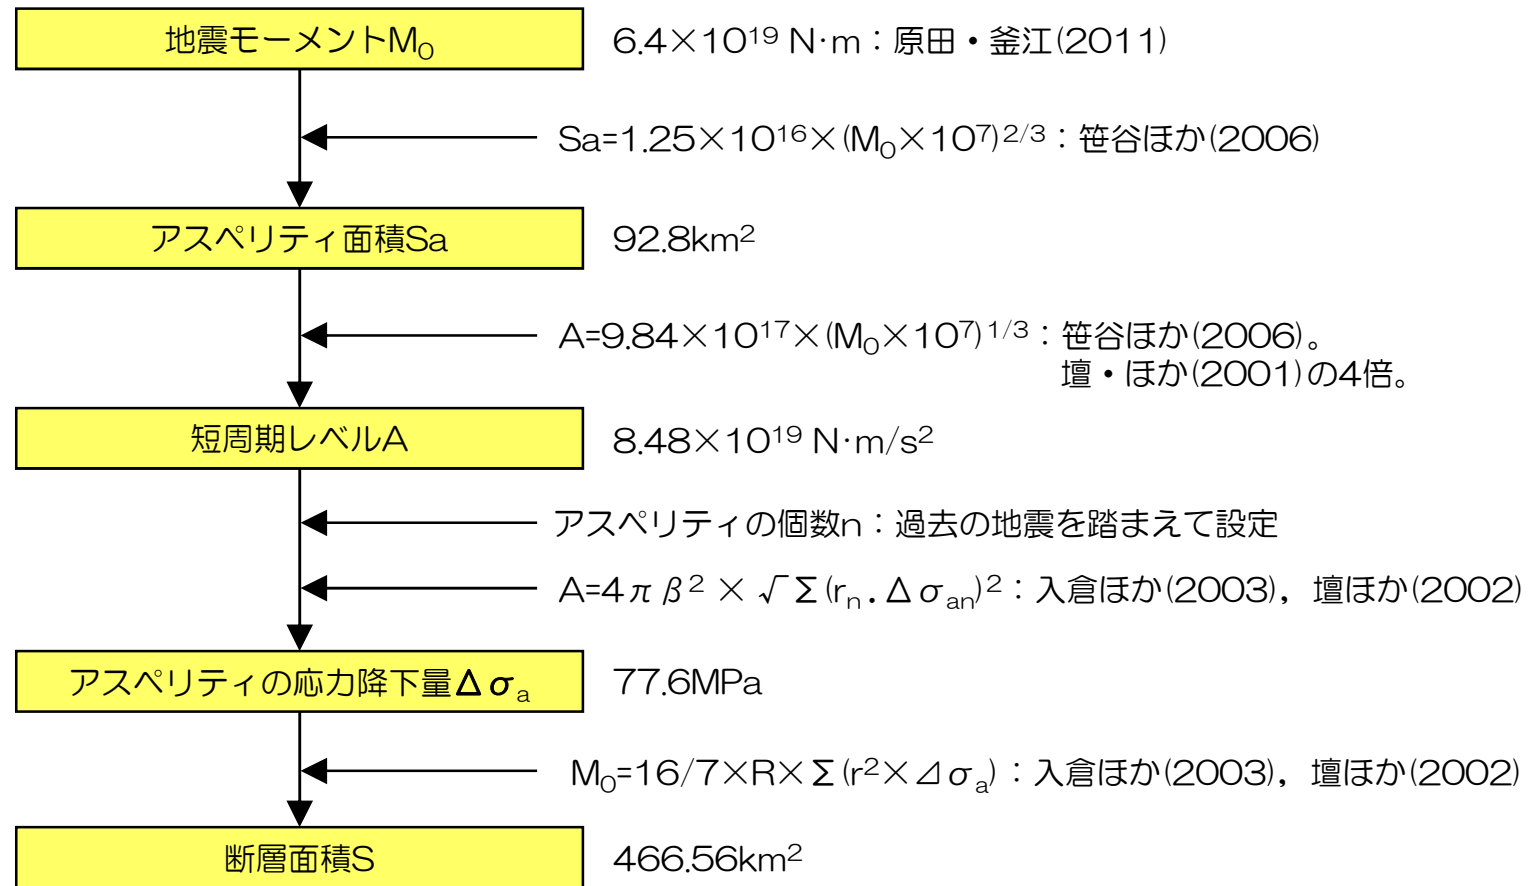 地震モーメントM₀
6.4×10¹⁹ N·m：原田・釜江(2011)
Sa=1.25×10¹⁶×(M₀×10⁷)²ᐟ³：笹谷ほか(2006)
アスペリティ面積Sa
92.8km²
A=9.84×10¹⁷×(M₀×10⁷)¹ᐟ³：笹谷ほか(2006)。
壇・ほか(2001)の4倍。
短周期レベルA
8.48×10¹⁹ N·m/s²
アスペリティの個数n：過去の地震を踏まえて設定
A=4πβ²×√Σ(rₙ．Δσₐₙ)²：入倉ほか(2003)，壇ほか(2002)
アスペリティの応力降下量Δσₐ
77.6MPa
M₀=16/7×R×Σ(r²×⊿σₐ)：入倉ほか(2003)，壇ほか(2002)
断層面積S
466.56km²